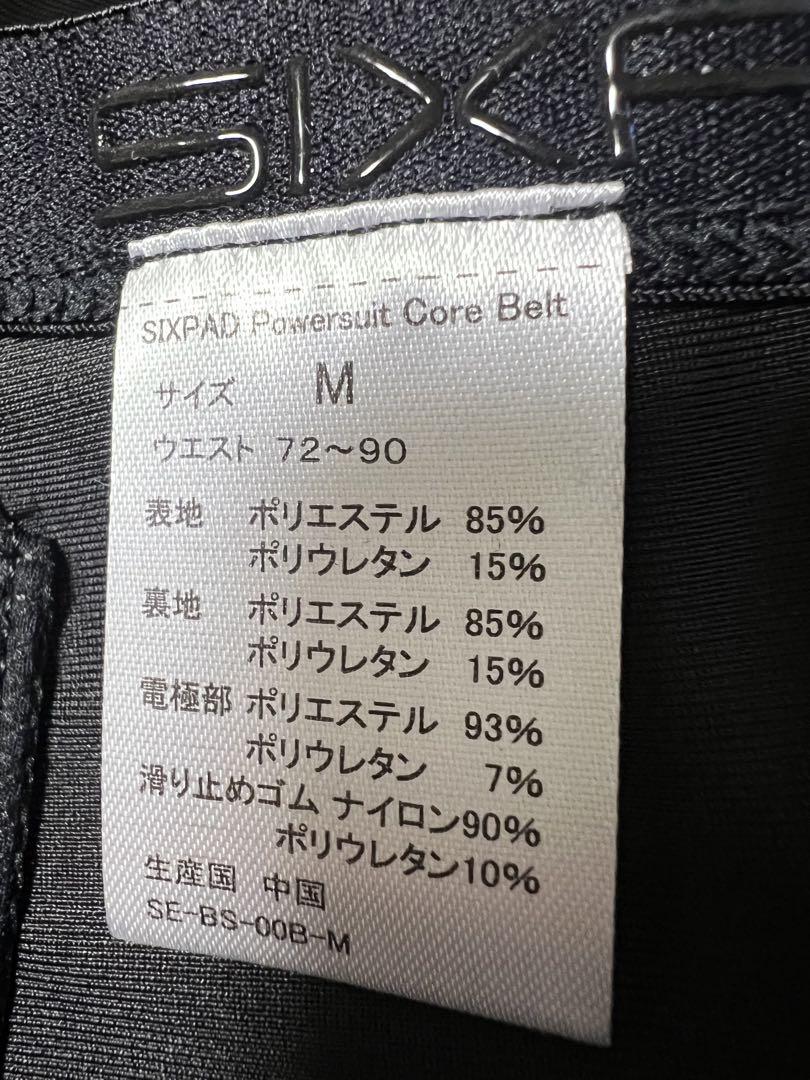 SIXP
SIXPAD Powersuit Core Belt
サイズ M
ウエスト 72～90
表地 ポリエステル 85%
ポリウレタン 15%
裏地 ポリエステル 85%
ポリウレタン 15%
電極部 ポリエステル 93%
ポリウレタン 7%
滑り止めゴム ナイロン90%
ポリウレタン10%
生産国 中国
SE-BS-00B-M